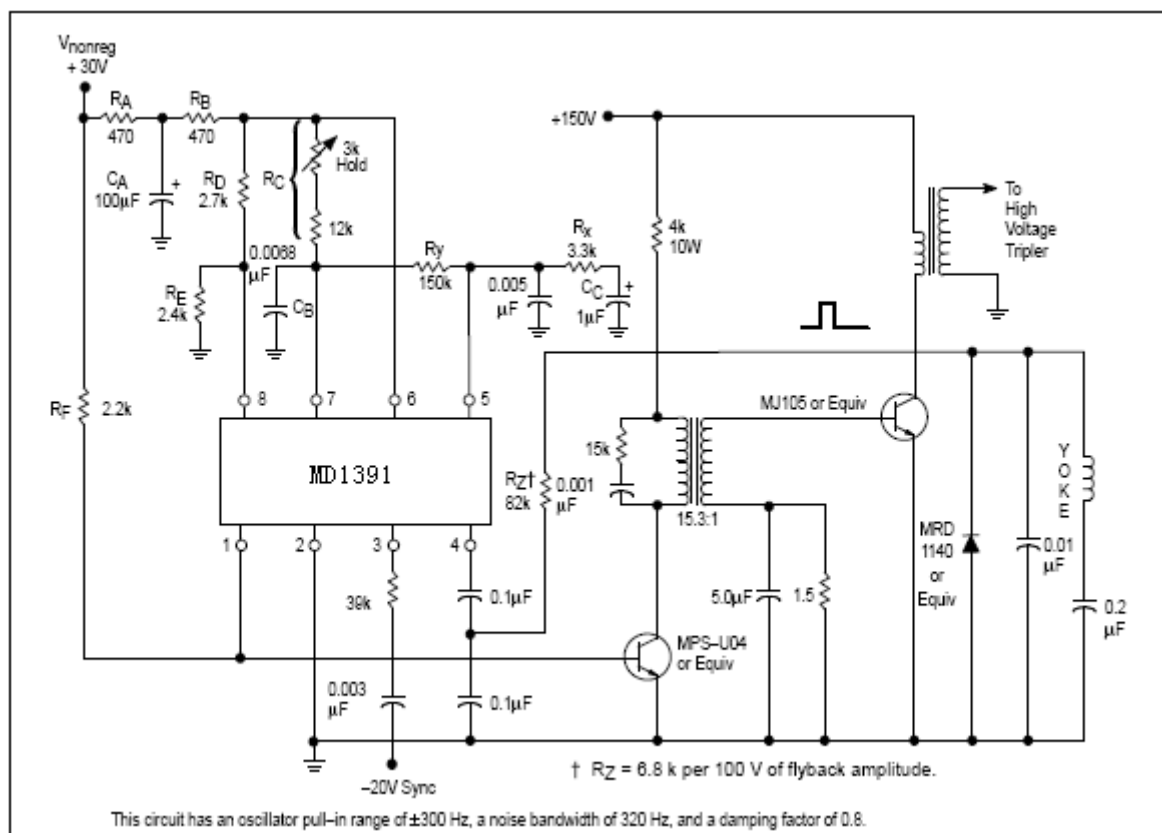 Vnonreg
+ 30V
RA
470
RB
470
CA
100μF
+
RD
2.7k
RC
3k
Hold
12k
RE
2.4k
0.0068
μF
CB
Ry
150k
0.005
μF
Rx
3.3k
CC
1μF
+
+150V
4k
10W
To
High
Voltage
Tripler
RF
2.2k
8
7
6
5
MD1391
1
2
3
4
RZ†
82k
15k
0.001
μF
15.3:1
MJ105 or Equiv
YOKE
MRD
1140
or
Equiv
0.01
μF
0.2
μF
39k
0.1μF
5.0μF
1.5
MPS–U04
or Equiv
0.003
μF
0.1μF
–20V Sync
† RZ = 6.8 k per 100 V of flyback amplitude.
This circuit has an oscillator pull–in range of ±300 Hz, a noise bandwidth of 320 Hz, and a damping factor of 0.8.